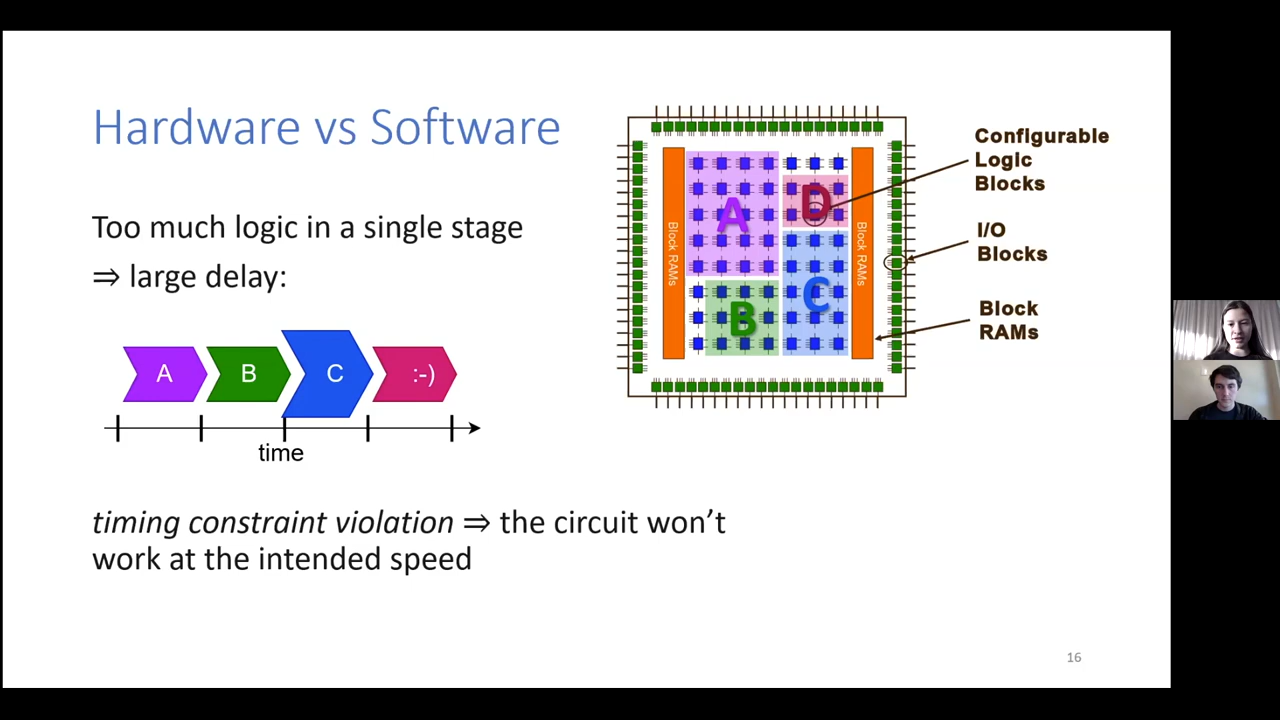 Hardware vs Software
Too much logic in a single stage
⇒ large delay:
A
B
C
:-)
time
timing constraint violation ⇒ the circuit won’t
work at the intended speed
Block RAMs
A
B
C
D
Block RAMs
Configurable
Logic
Blocks
I/O
Blocks
Block
RAMs
16